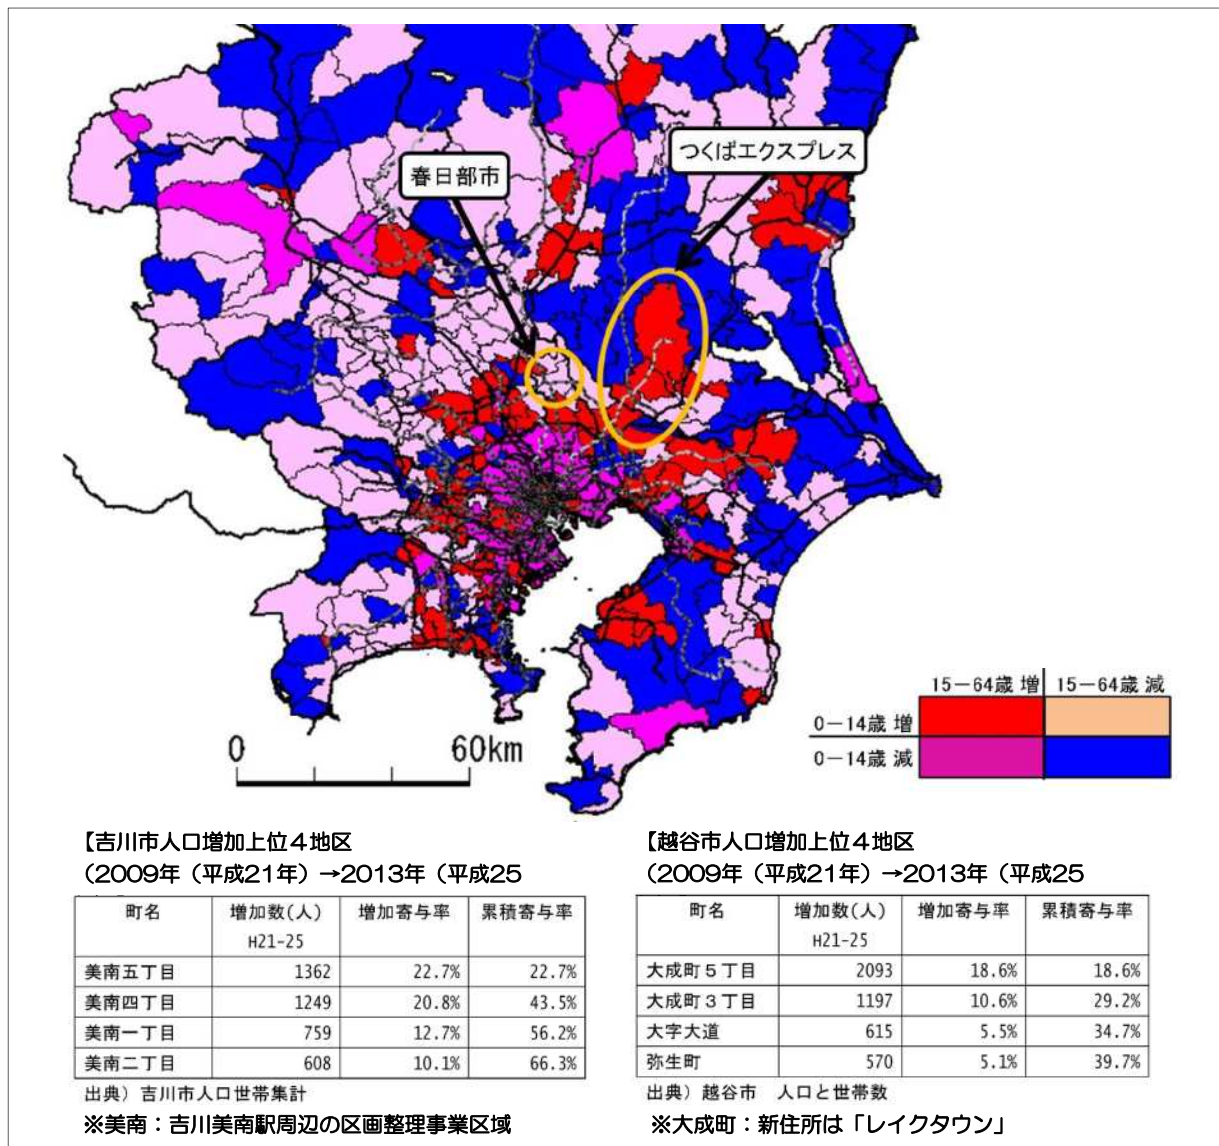 つくばエクスプレス
春日部市
15－64歳 増 15－64歳 減
0－14歳 増
0－14歳 減
0 60km
【吉川市人口増加上位４地区
（2009年（平成21年）→2013年（平成25
町名 増加数(人) 増加寄与率 累積寄与率
H21-25
美南五丁目 1362 22.7% 22.7%
美南四丁目 1249 20.8% 43.5%
美南一丁目 759 12.7% 56.2%
美南二丁目 608 10.1% 66.3%
出典）吉川市人口世帯集計
※美南：吉川美南駅周辺の区画整理事業区域
【越谷市人口増加上位４地区
（2009年（平成21年）→2013年（平成25
町名 増加数(人) 増加寄与率 累積寄与率
H21-25
大成町５丁目 2093 18.6% 18.6%
大成町３丁目 1197 10.6% 29.2%
大字大道 615 5.5% 34.7%
弥生町 570 5.1% 39.7%
出典）越谷市　人口と世帯数
※大成町：新住所は「レイクタウン」